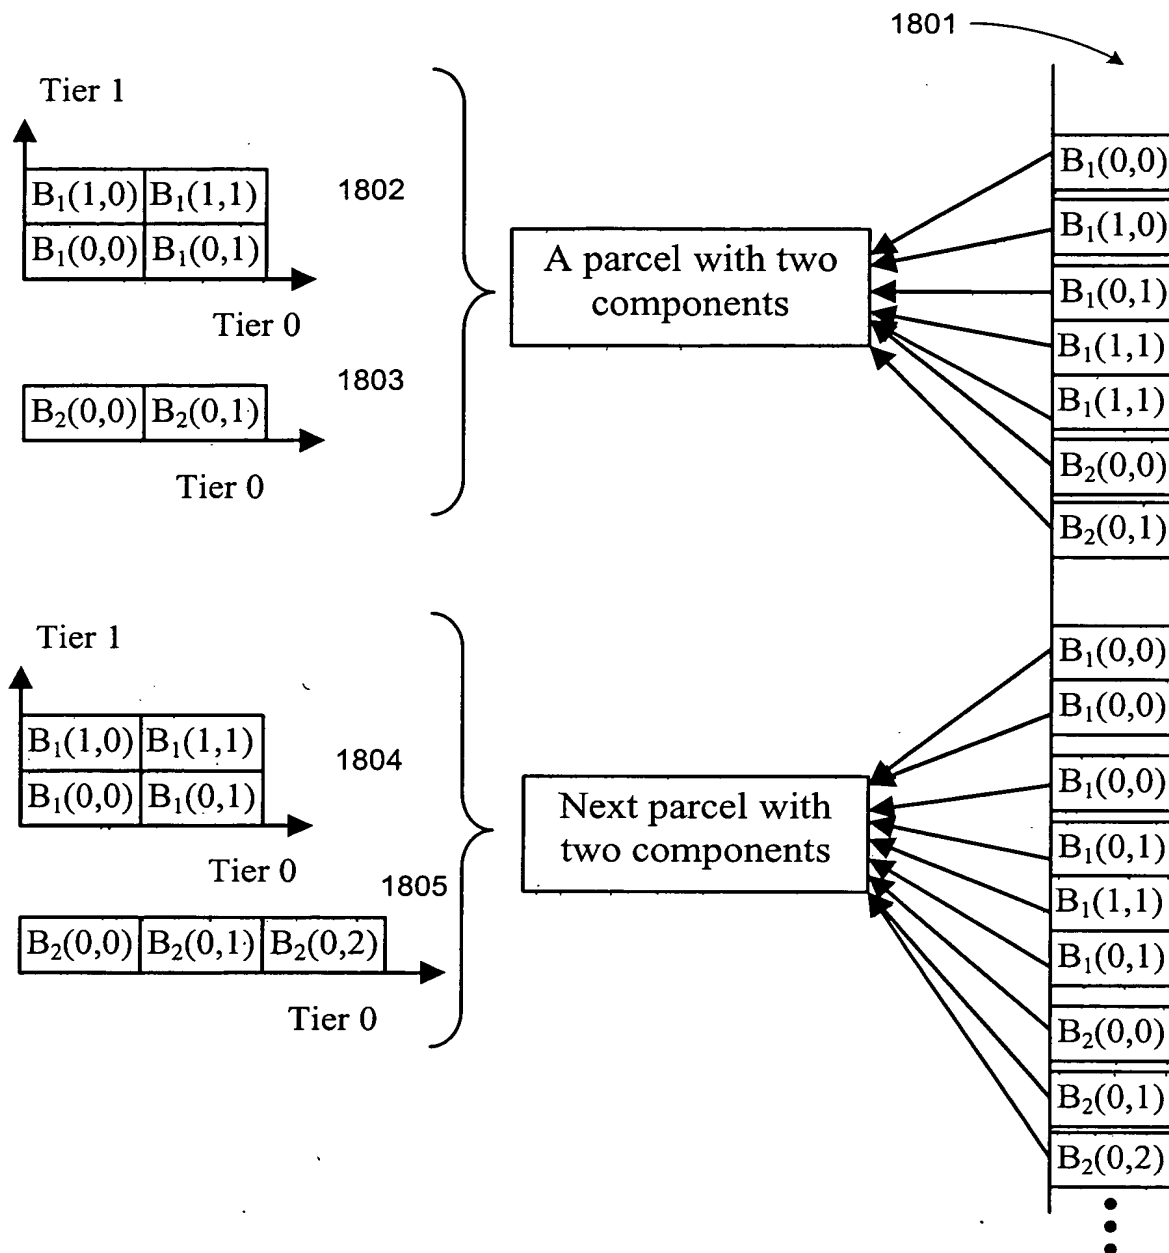 1801
Tier 1
B₁(1,0) B₁(1,1)
B₁(0,0) B₁(0,1)
Tier 0
1802
B₂(0,0) B₂(0,1)
Tier 0
1803
A parcel with two
components
B₁(0,0)
B₁(1,0)
B₁(0,1)
B₁(1,1)
B₁(1,1)
B₂(0,0)
B₂(0,1)
Tier 1
B₁(1,0) B₁(1,1)
B₁(0,0) B₁(0,1)
Tier 0
1804
1805
B₂(0,0) B₂(0,1) B₂(0,2)
Tier 0
Next parcel with
two components
B₁(0,0)
B₁(0,0)
B₁(0,0)
B₁(0,1)
B₁(1,1)
B₁(0,1)
B₂(0,0)
B₂(0,1)
B₂(0,2)